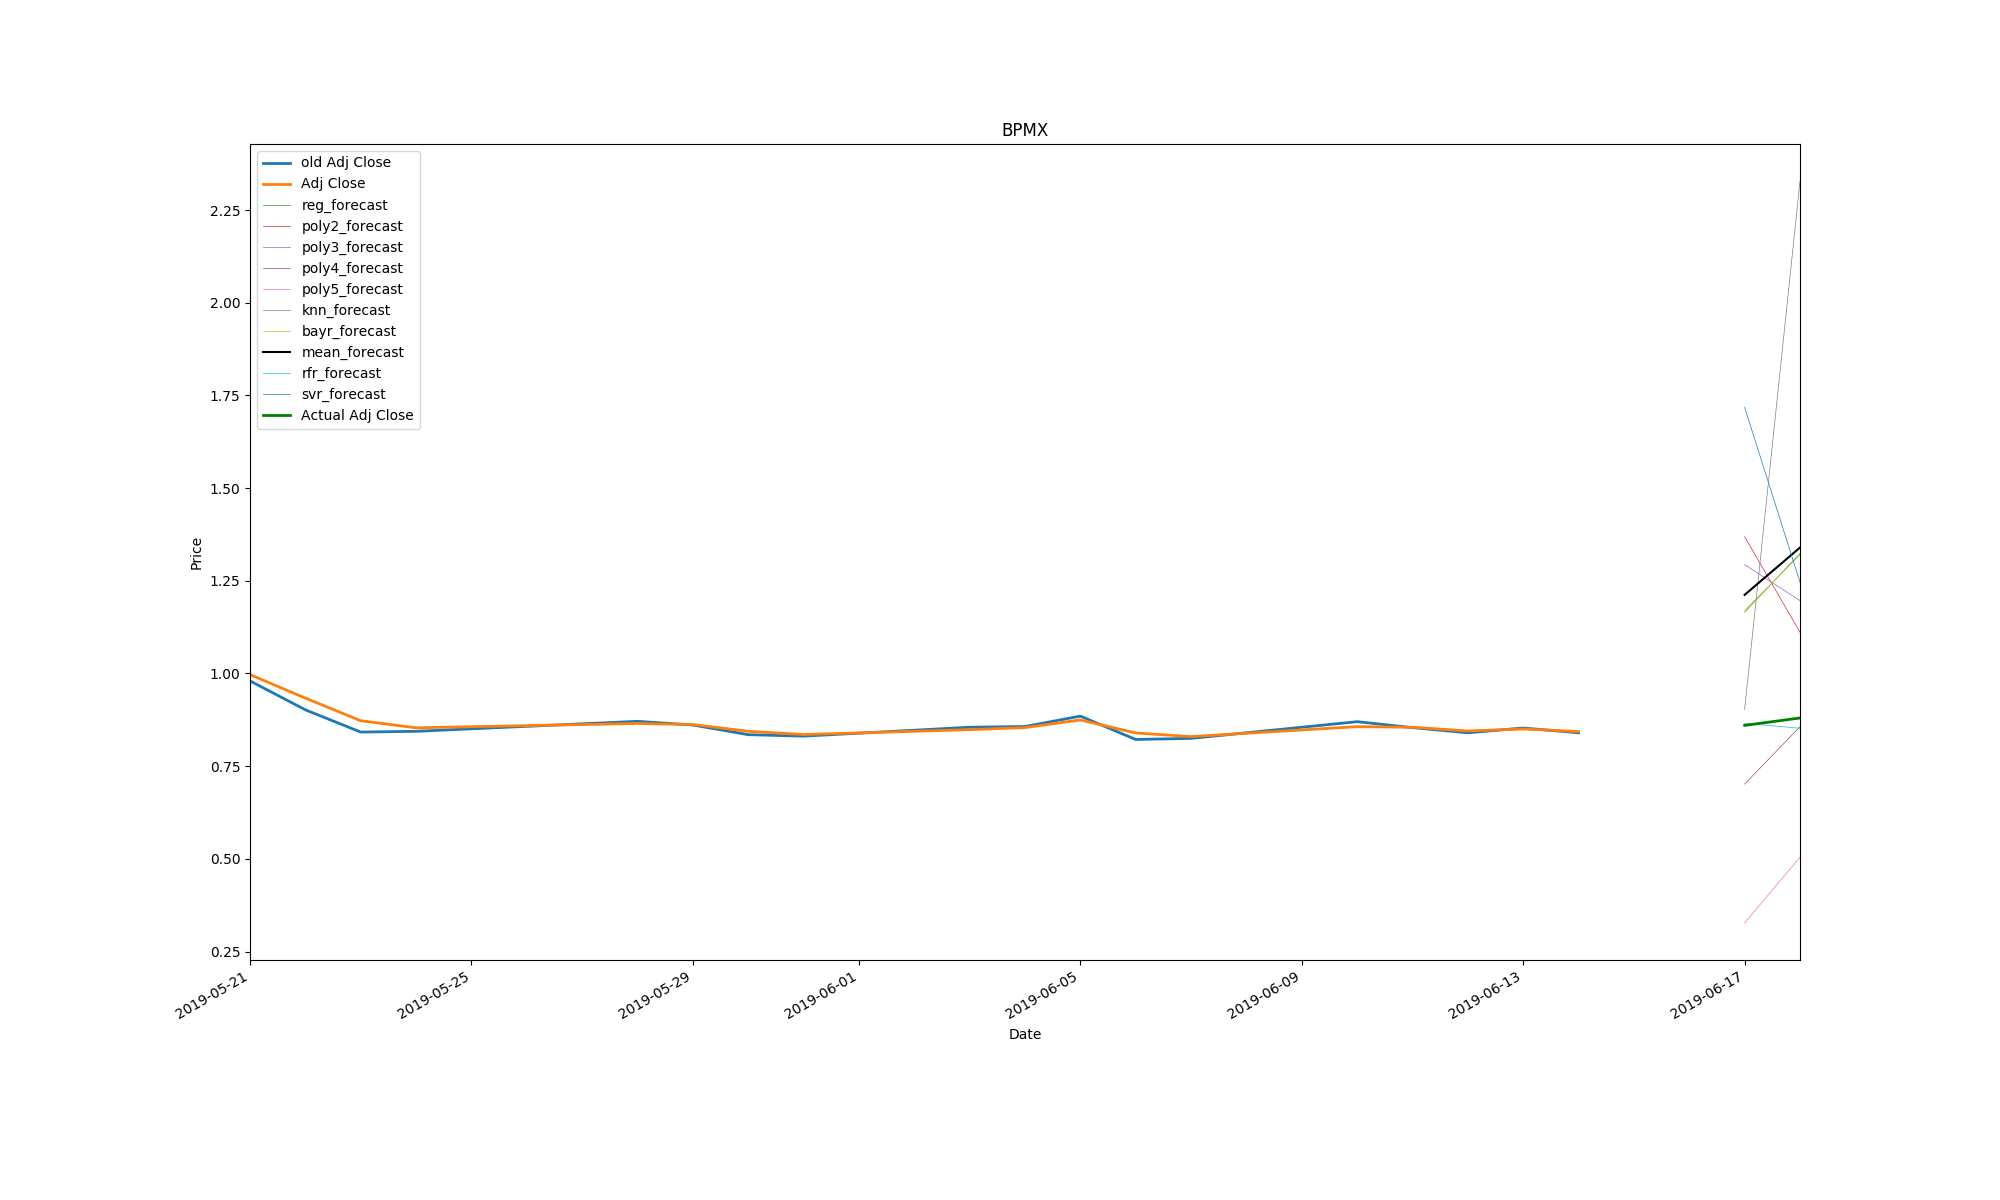 BPMX
old Adj Close
Adj Close
reg_forecast
poly2_forecast
poly3_forecast
poly4_forecast
poly5_forecast
knn_forecast
bayr_forecast
mean_forecast
rfr_forecast
svr_forecast
Actual Adj Close
2.25
2.00
1.75
1.50
1.25
1.00
0.75
0.50
0.25
Price
2019-05-21
2019-05-25
2019-05-29
2019-06-01
2019-06-05
2019-06-09
2019-06-13
2019-06-17
Date